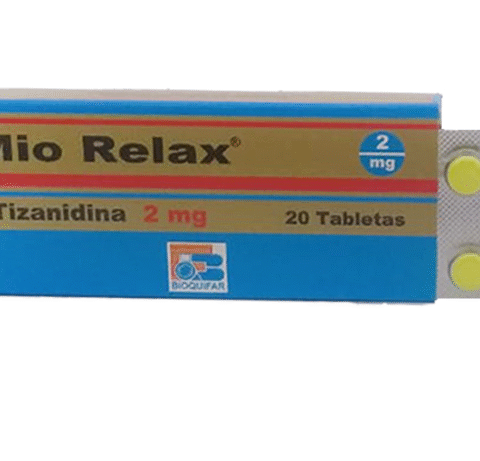 Mio Relax®
2
mg
Tizanidina 2 mg
20 Tabletas
BIOQUIFAR